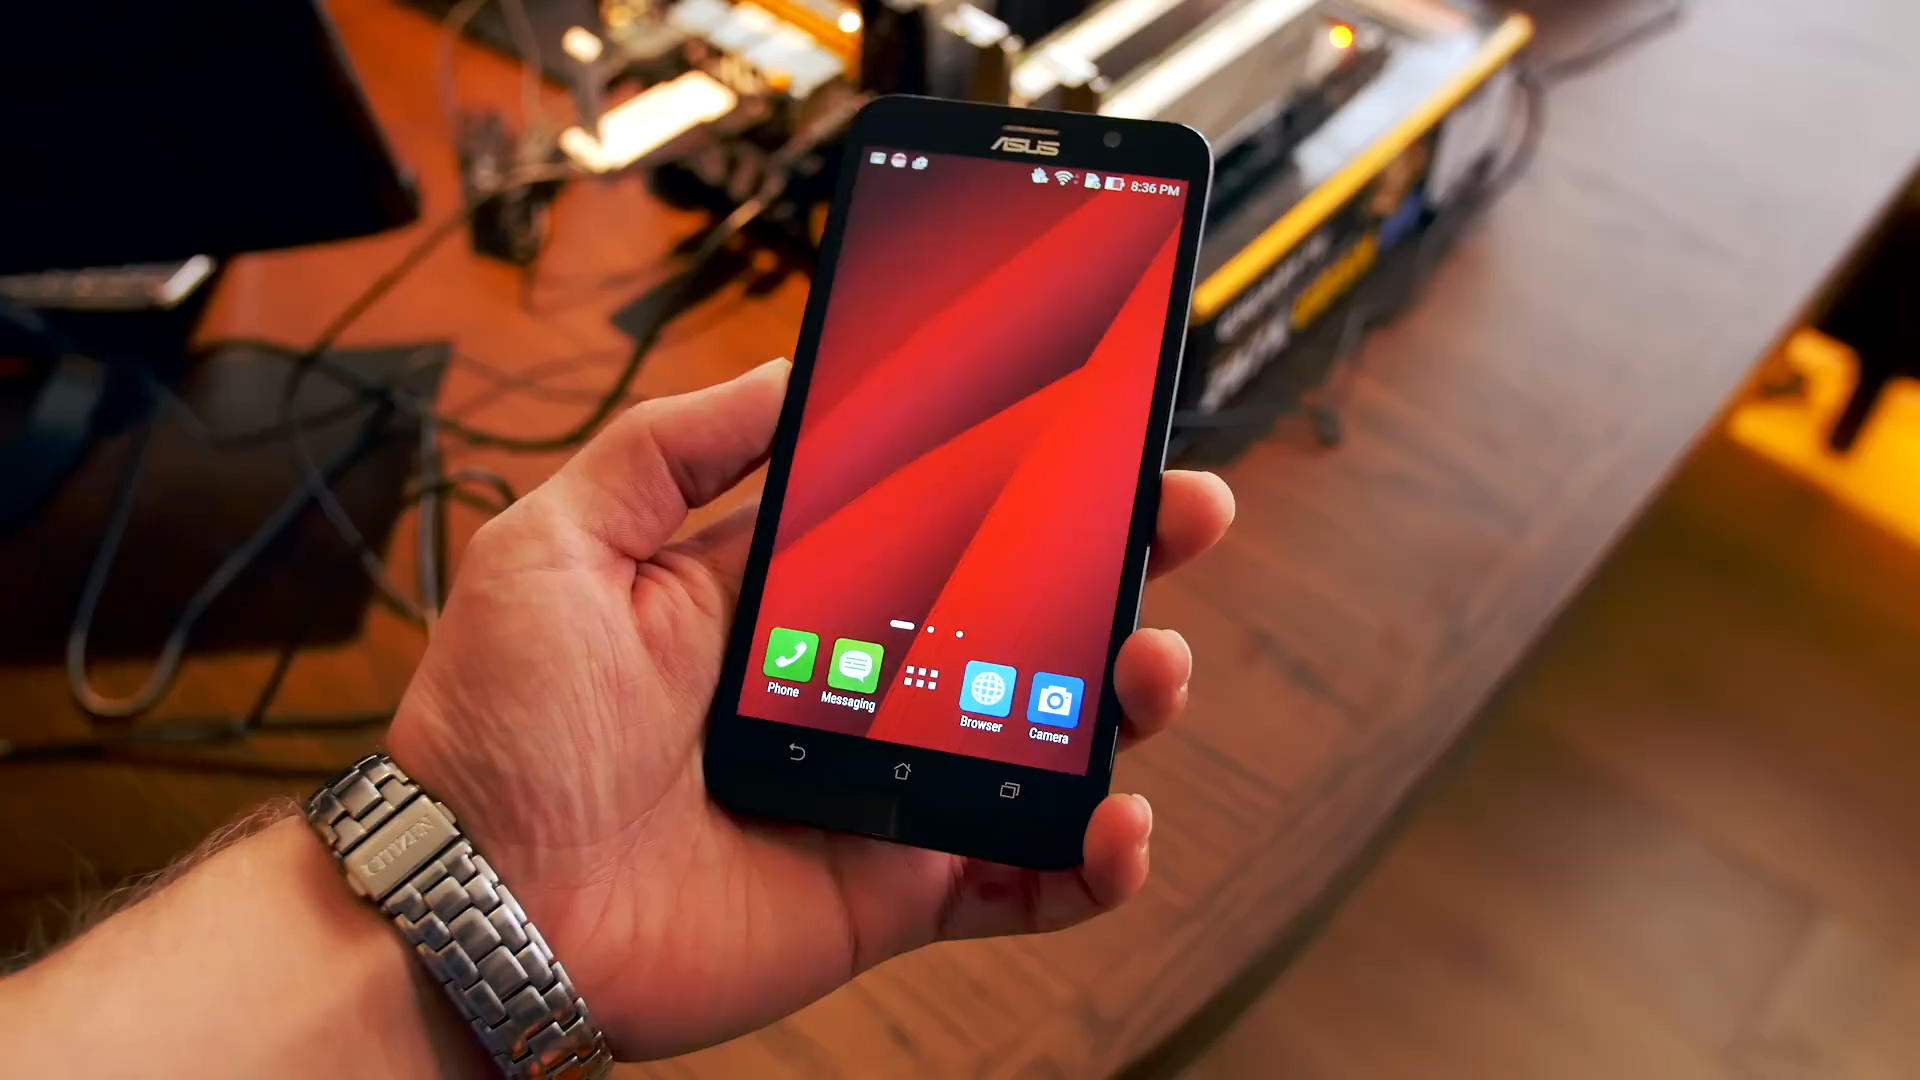 ASUS
8:36 PM
Phone
Messaging
Browser
Camera
CITIZEN